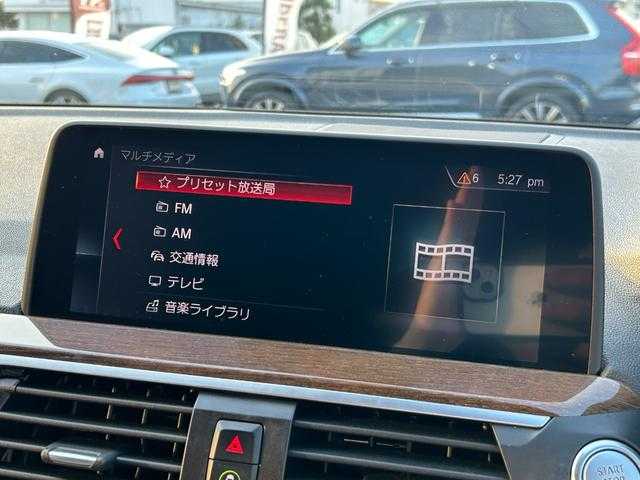 マルチメディア
6 5:27 pm
プリセット放送局
FM
AM
交通情報
テレビ
音楽ライブラリ
START